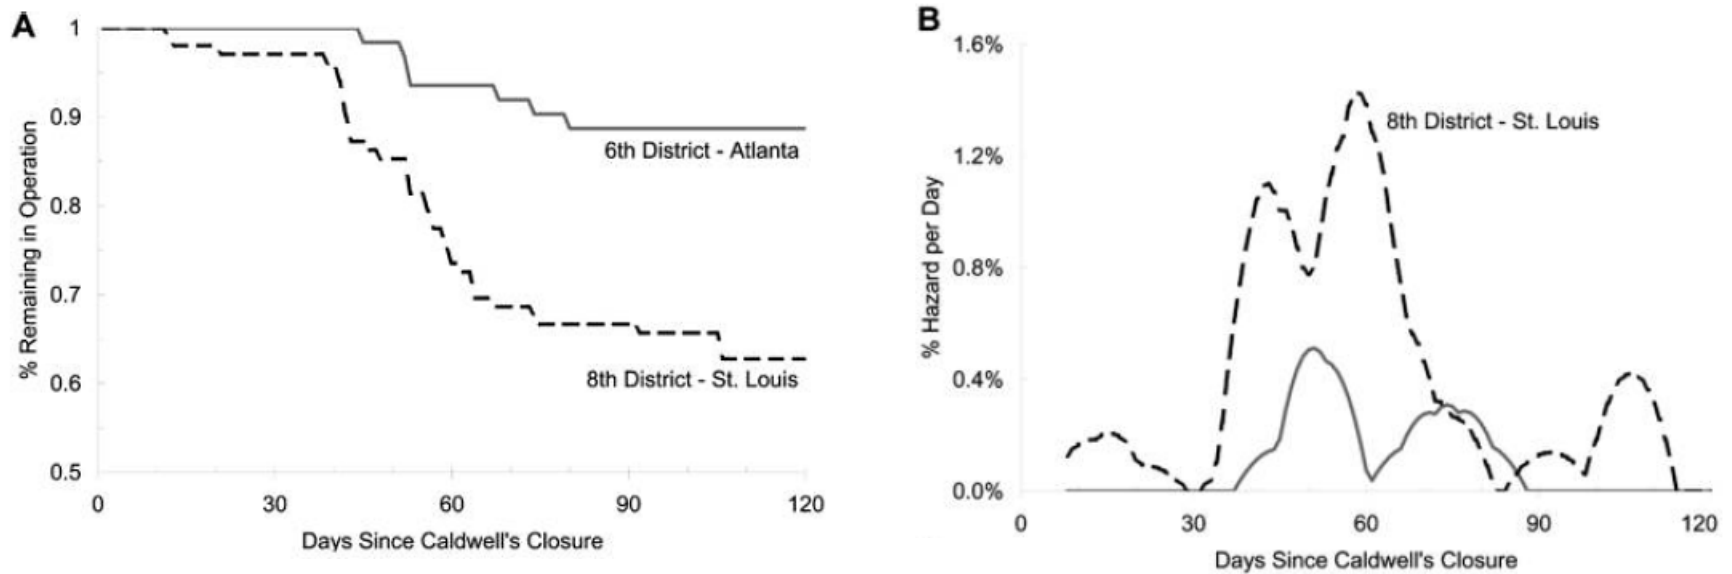 A
% Remaining in Operation
1
0.9
0.8
0.7
0.6
0.5
6th District - Atlanta
8th District - St. Louis
0 30 60 90 120
Days Since Caldwell's Closure
B
% Hazard per Day
1.6%
1.2%
0.8%
0.4%
0.0%
8th District - St. Louis
0 30 60 90 120
Days Since Caldwell's Closure